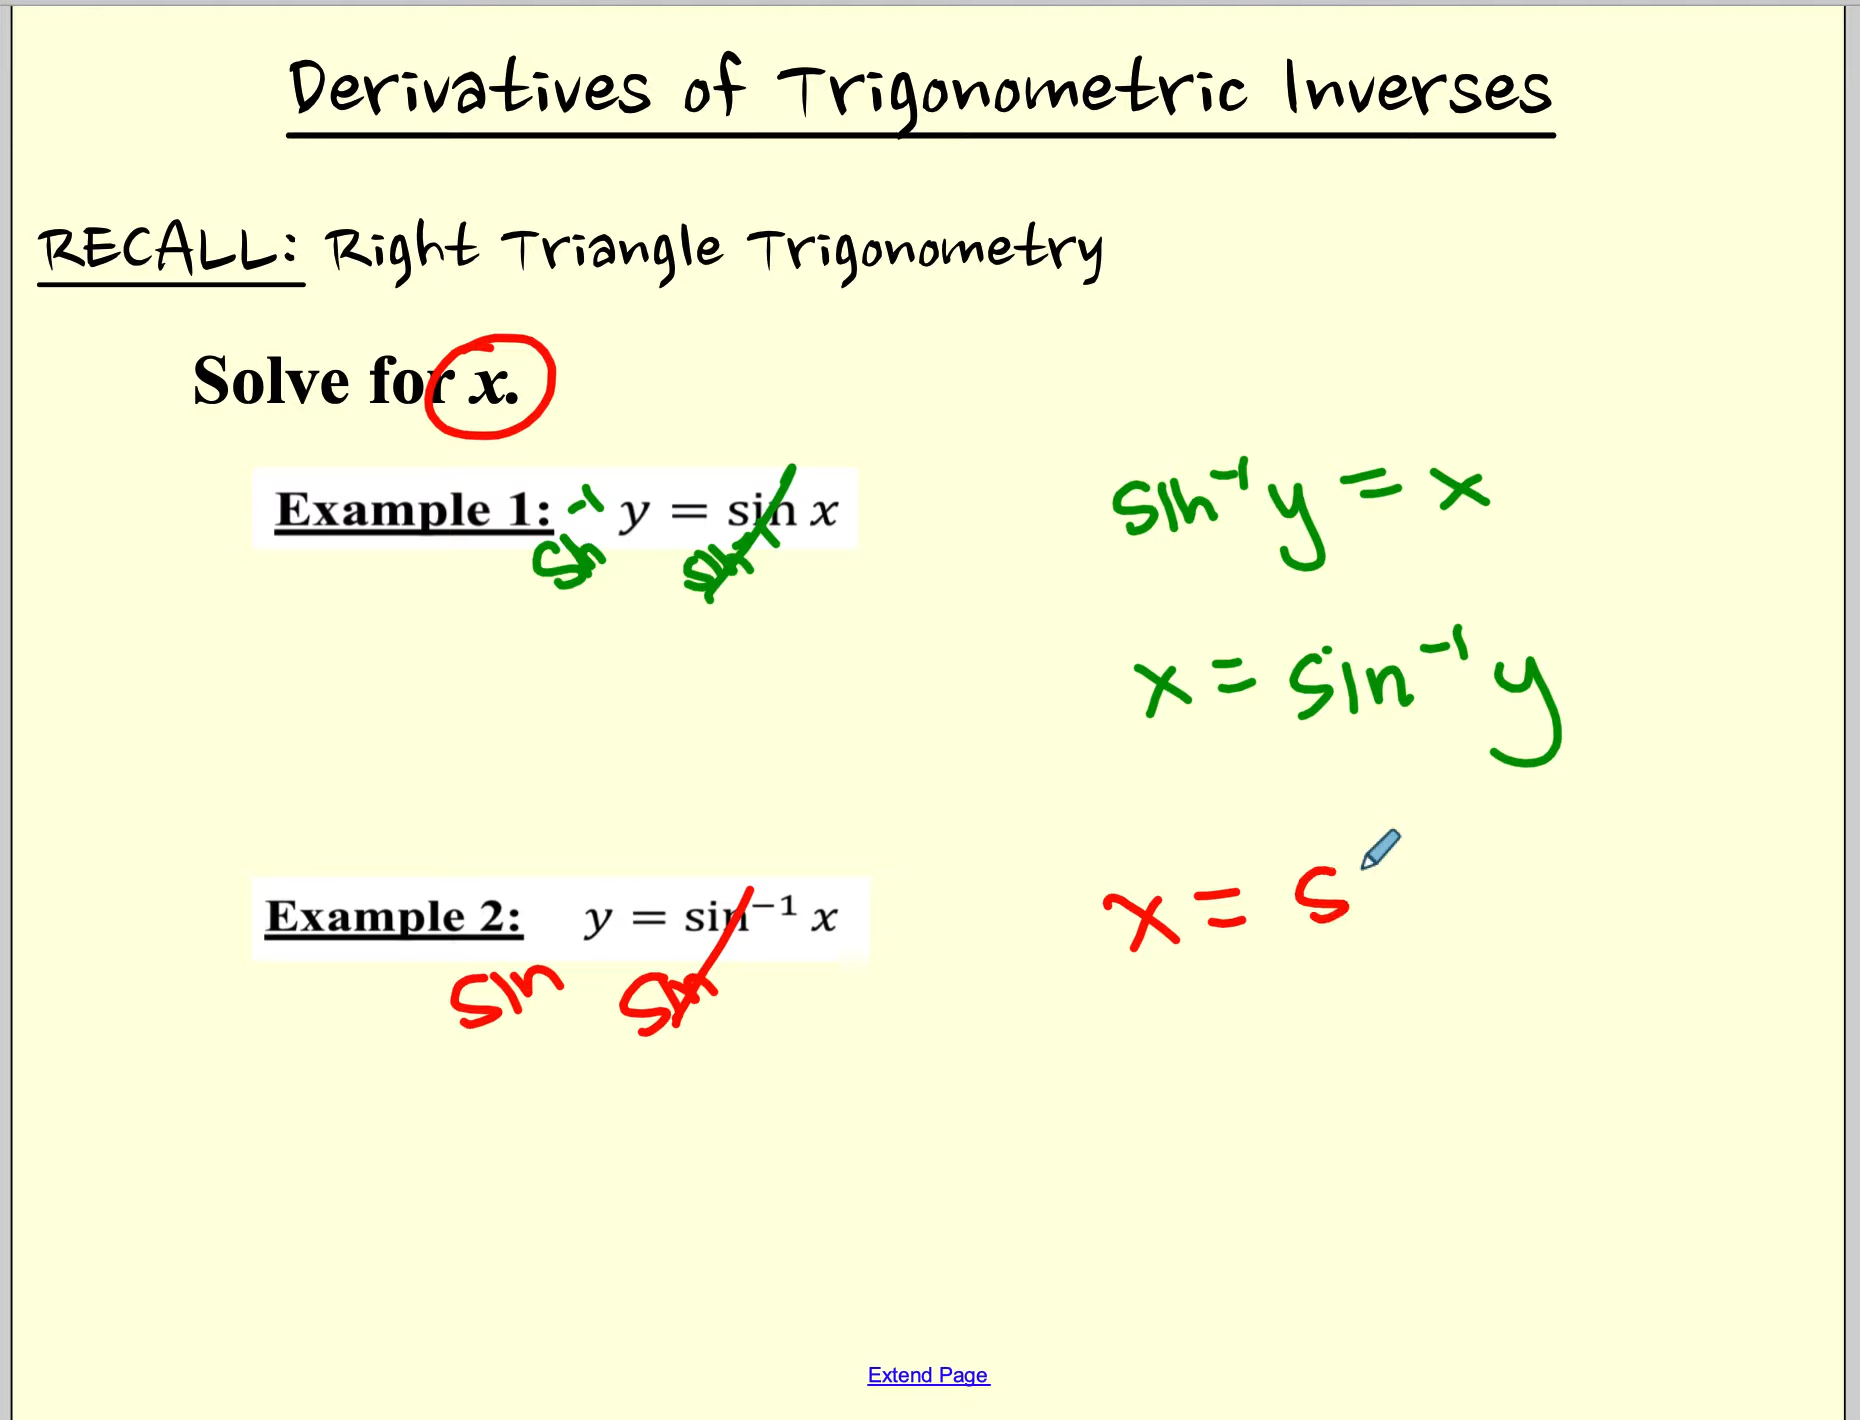 Derivatives of Trigonometric Inverses
RECALL: Right Triangle Trigonometry
Solve for x.
Example 1: y = sin x
sin⁻¹ sin⁻¹
sin⁻¹ y = x
x = sin⁻¹ y
Example 2: y = sin⁻¹ x
sin sin
x = s
Extend Page